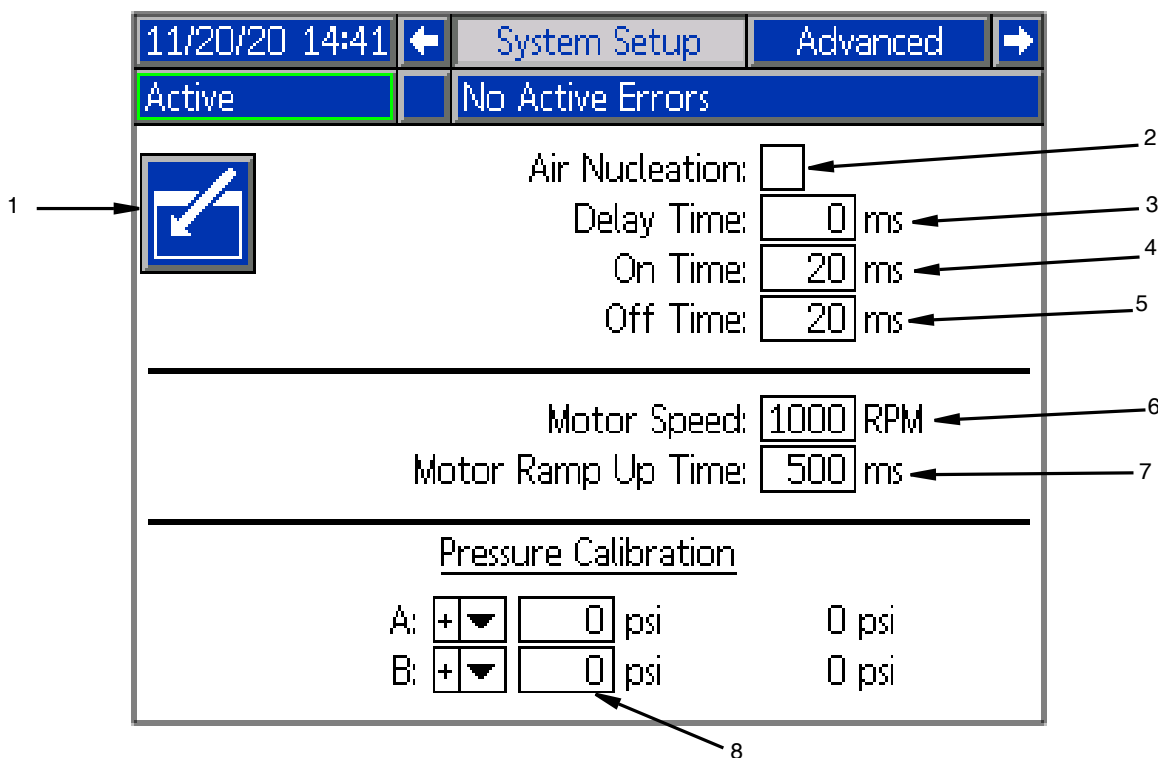 11/20/20 14:41 System Setup Advanced
Active No Active Errors
1
Air Nucleation: 2
Delay Time: 0 ms 3
On Time: 20 ms 4
Off Time: 20 ms 5
Motor Speed: 1000 RPM 6
Motor Ramp Up Time: 500 ms 7
Pressure Calibration
A: + 0 psi 0 psi
B: + 0 psi 0 psi
8